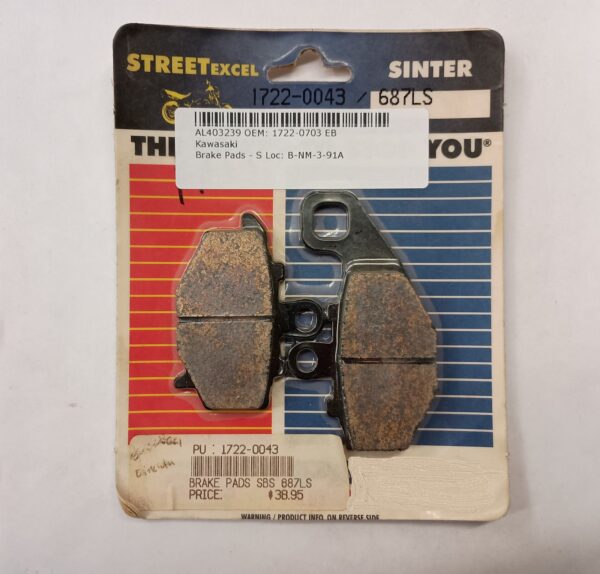 STREETEXCEL
SINTER
1722-0043 / 687LS
AL403239 OEM: 1722-0703 EB
Kawasaki
Brake Pads - S Loc: B-NM-3-91A
YOU®
PU : 1722-0043
BRAKE PADS SBS 687LS
PRICE: $38.95
WARNING / PRODUCT INFO. ON REVERSE SIDE